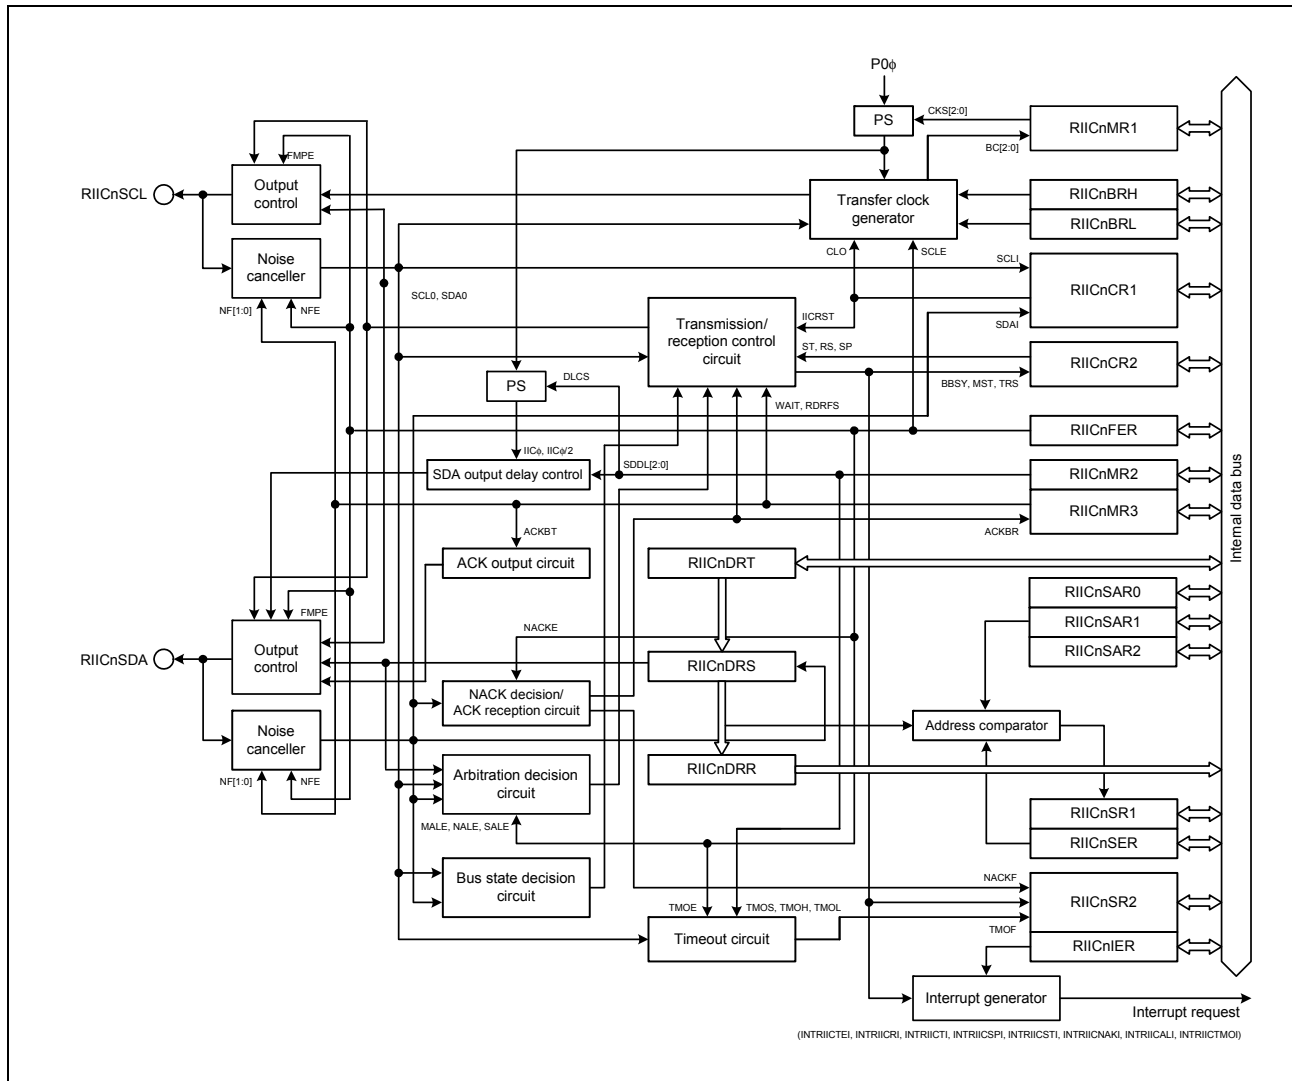 P0ϕ
PS
CKS[2:0]
RIICnMR1
BC[2:0]
FMPE
RIICnSCL
Output
control
Transfer clock
generator
RIICnBRH
RIICnBRL
Noise
canceller
CLO
SCLE
SCLI
RIICnCR1
SCL0, SDA0
NF[1:0]
NFE
Transmission/
reception control
circuit
IICRST
SDAI
ST, RS, SP
RIICnCR2
BBSY, MST, TRS
PS
DLCS
WAIT, RDRFS
RIICnFER
IICϕ, IICϕ/2
SDA output delay control
SDDL[2:0]
RIICnMR2
RIICnMR3
Internal data bus
ACKBT
ACKBR
ACK output circuit
RIICnDRT
RIICnSAR0
RIICnSAR1
RIICnSAR2
FMPE
RIICnSDA
Output
control
NACKE
RIICnDRS
NACK decision/
ACK reception circuit
Address comparator
Noise
canceller
NF[1:0]
NFE
Arbitration decision
circuit
RIICnDRR
MALE, NALE, SALE
RIICnSR1
RIICnSER
Bus state decision
circuit
NACKF
RIICnSR2
TMOE
TMOS, TMOH, TMOL
TMOF
Timeout circuit
RIICnIER
Interrupt generator
Interrupt request
(INTRIICTEI, INTRIICRI, INTRIICTI, INTRIICSPI, INTRIICSTI, INTRIICNAKI, INTRIICALI, INTRIICTMOI)